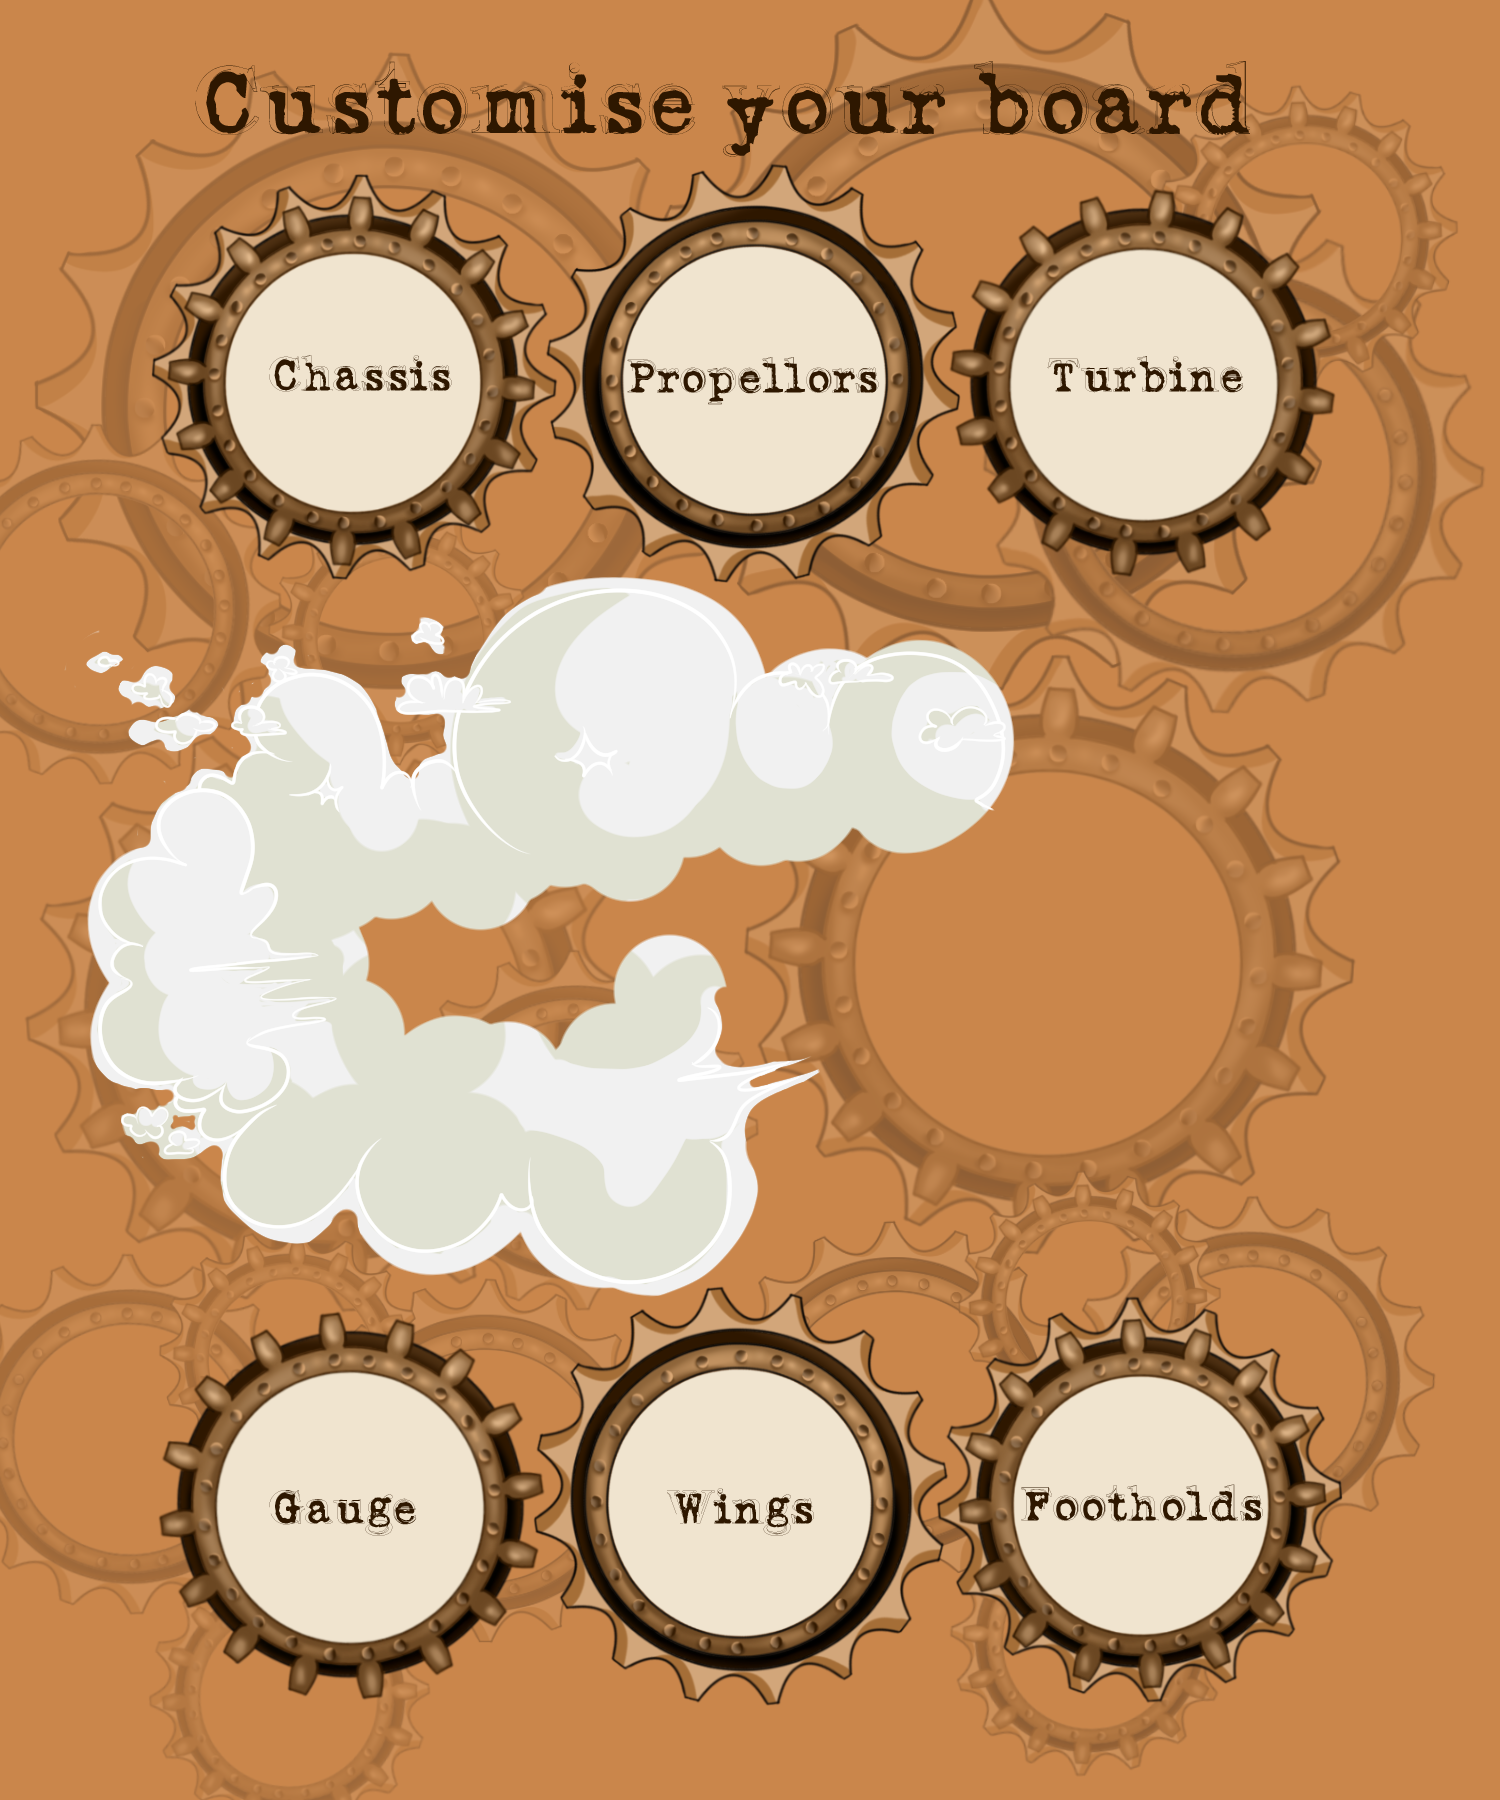 Customise your board
Chassis
Propellors
Turbine
Gauge
Wings
Footholds